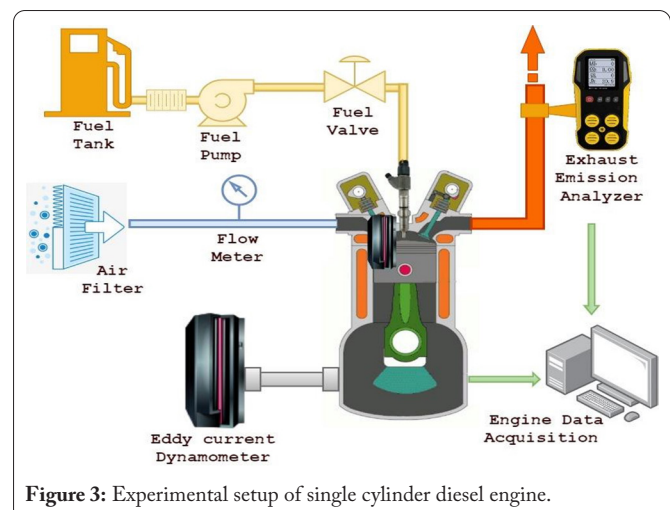 Fuel
Tank
Fuel
Pump
Fuel
Valve
Exhaust
Emission
Analyzer
Flow
Meter
Air
Filter
Eddy current
Dynamometer
Engine Data
Acquisition
Figure 3: Experimental setup of single cylinder diesel engine.